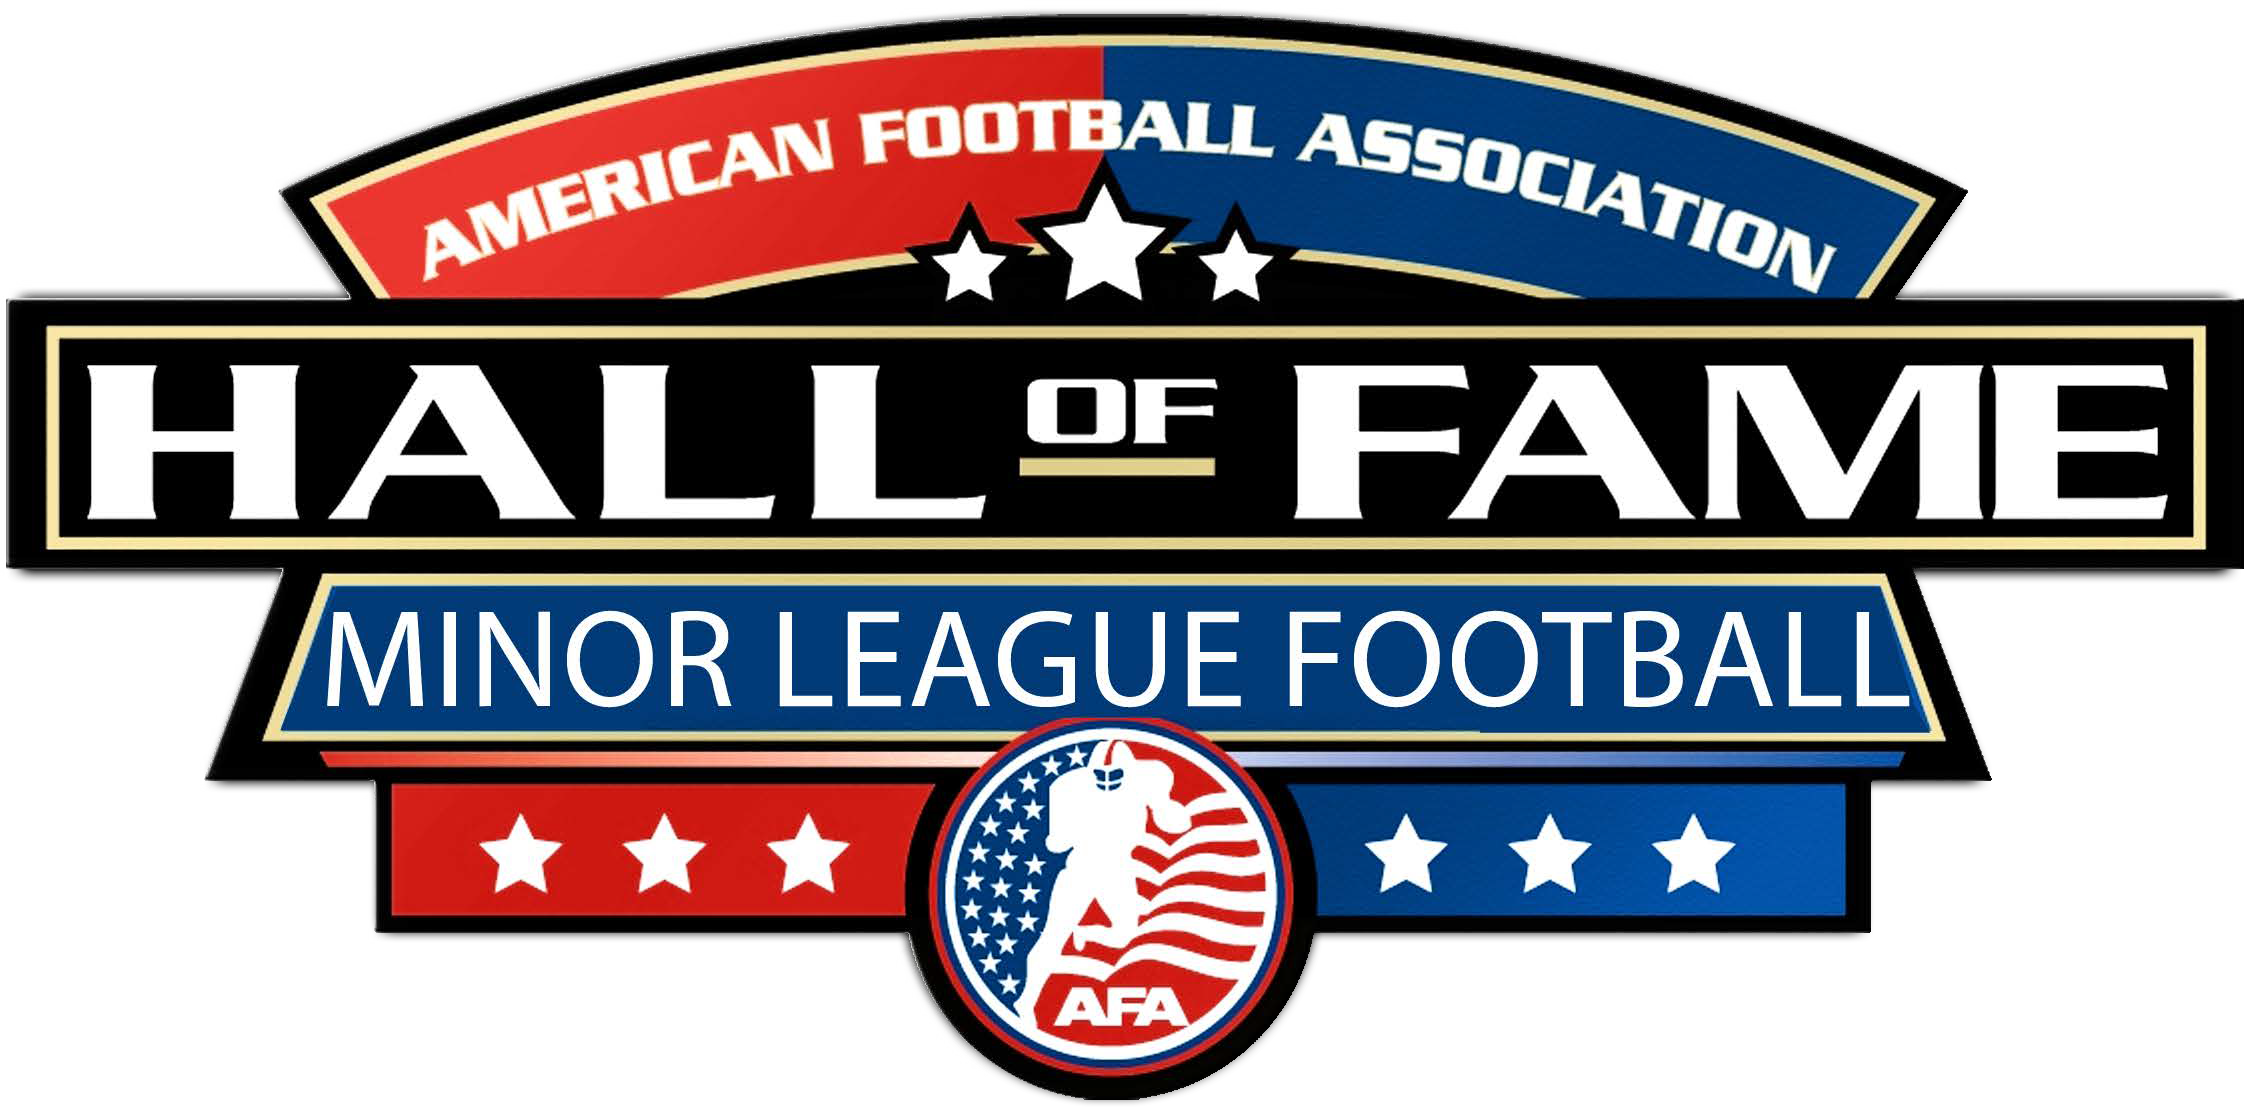 AMERICAN FOOTBALL ASSOCIATION
HALL OF FAME
MINOR LEAGUE FOOTBALL
AFA